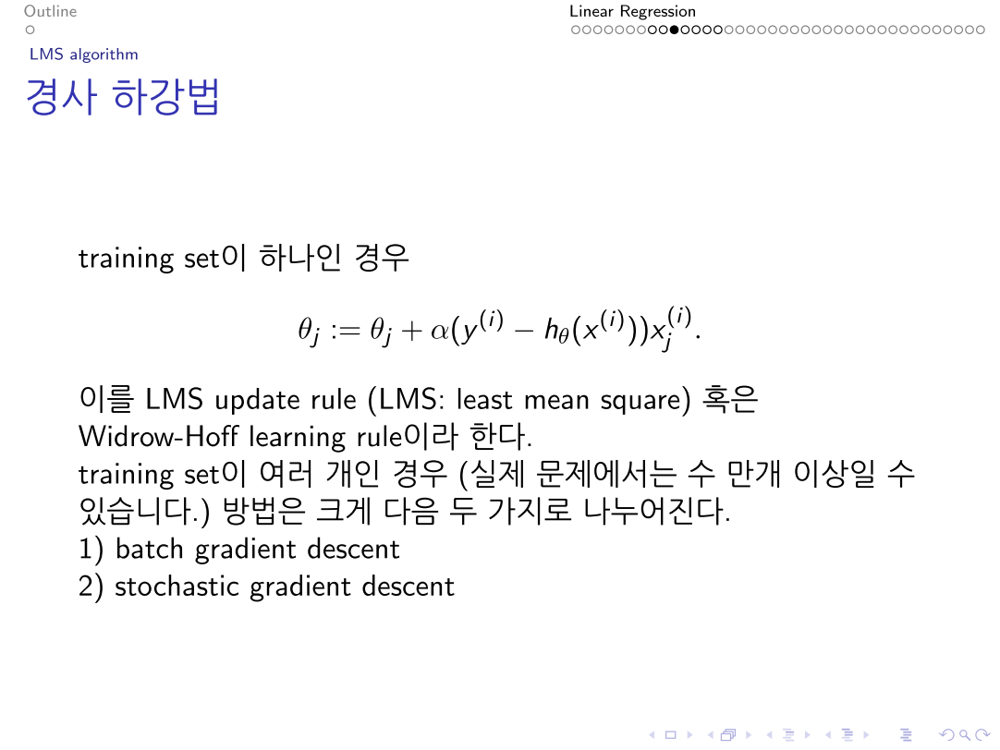 Outline
Linear Regression
LMS algorithm
경사 하강법
training set이 하나인 경우
θ_j := θ_j + α(y^{(i)} − h_θ(x^{(i)}))x_j^{(i)}.
이를 LMS update rule (LMS: least mean square) 혹은
Widrow-Hoff learning rule이라 한다.
training set이 여러 개인 경우 (실제 문제에서는 수 만개 이상일 수
있습니다.) 방법은 크게 다음 두 가지로 나누어진다.
1) batch gradient descent
2) stochastic gradient descent